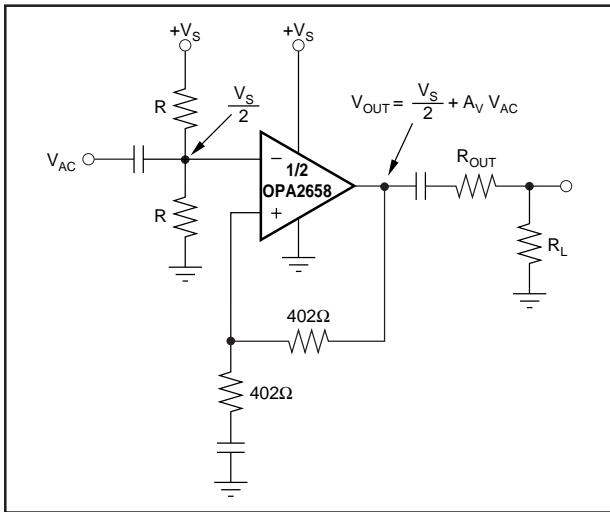 +V_S
+V_S
R
V_S/2
V_OUT = V_S/2 + A_V V_AC
V_AC
−
1/2
OPA2658
+
R
R_OUT
R_L
402Ω
402Ω